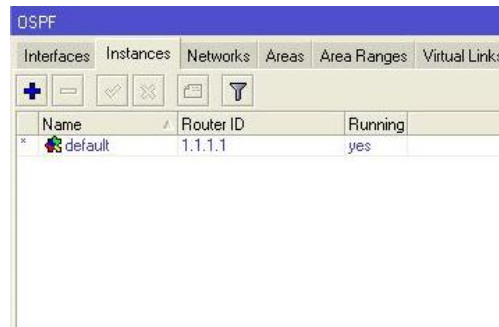 OSPF
Interfaces Instances Networks Areas Area Ranges Virtual Links
Name Router ID Running
* default 1.1.1.1 yes